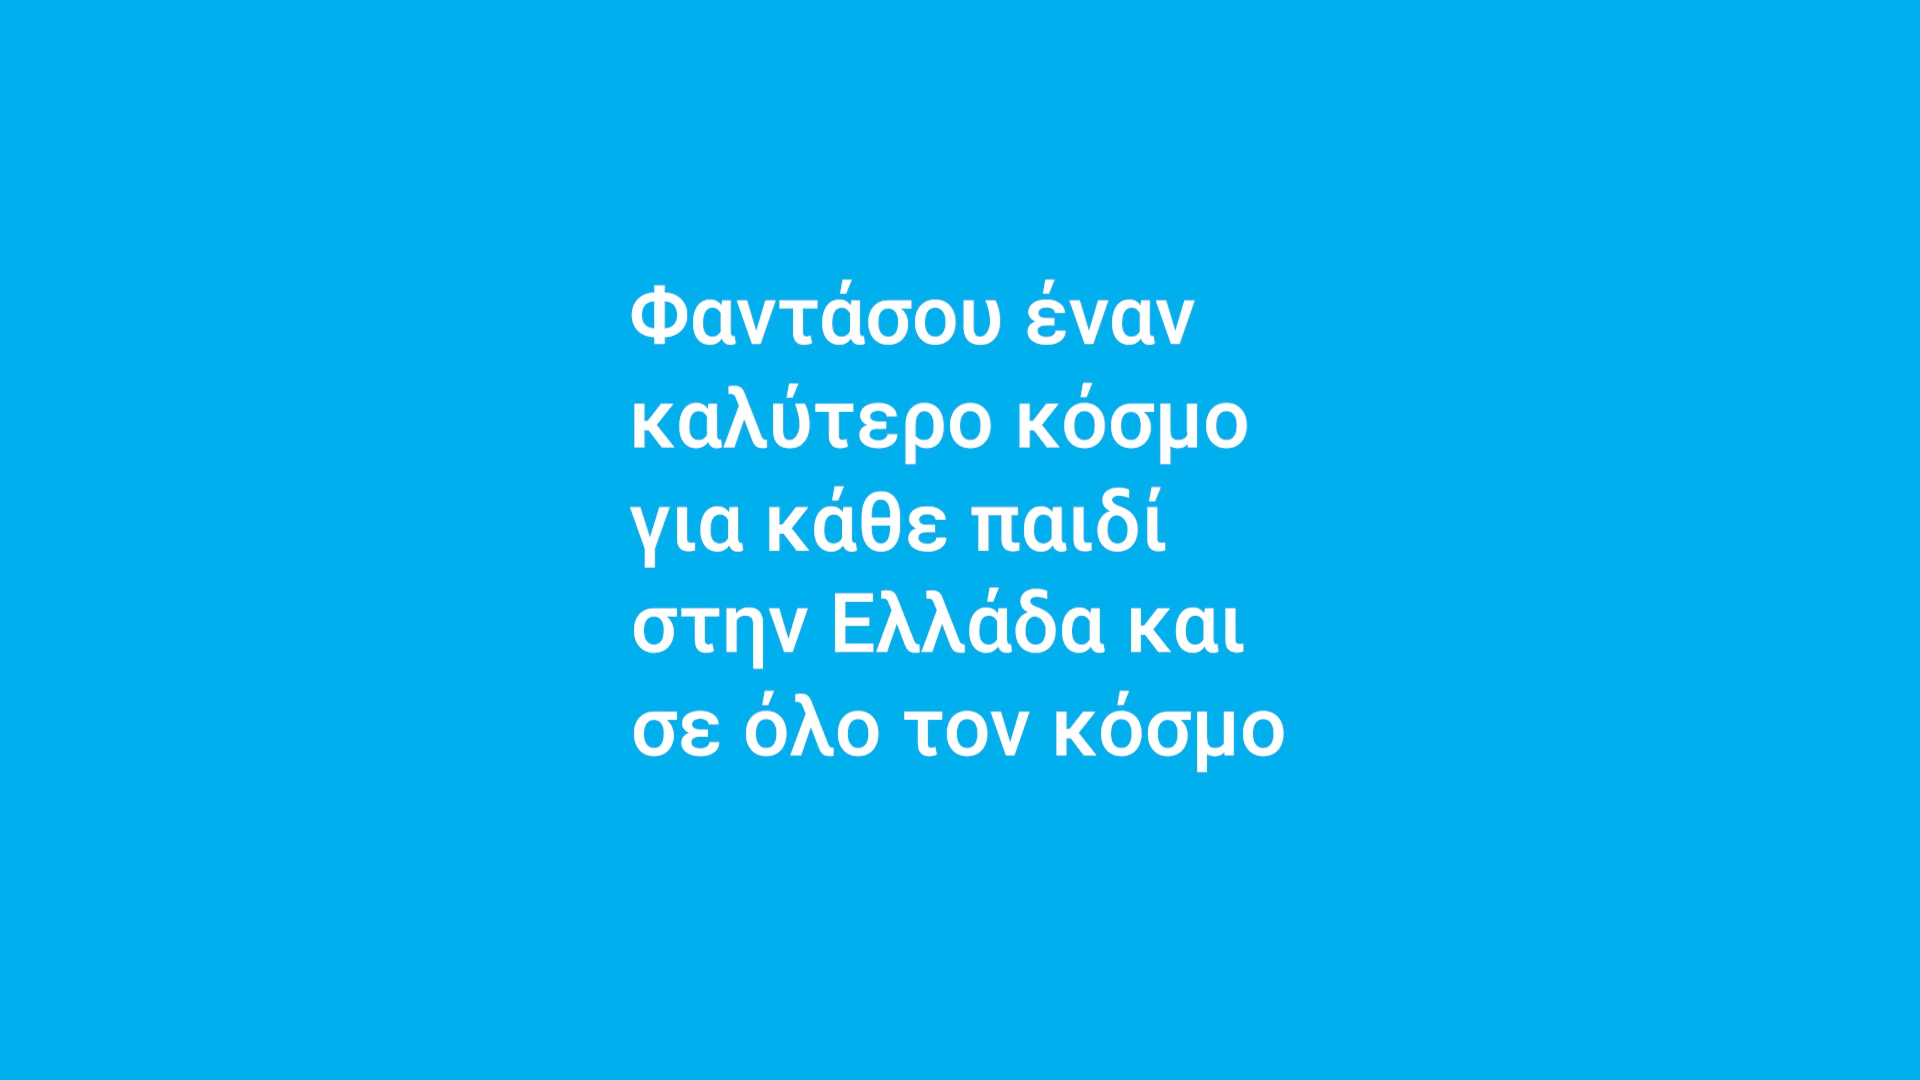 Φαντάσου έναν
καλύτερο κόσμο
για κάθε παιδί
στην Ελλάδα και
σε όλο τον κόσμο